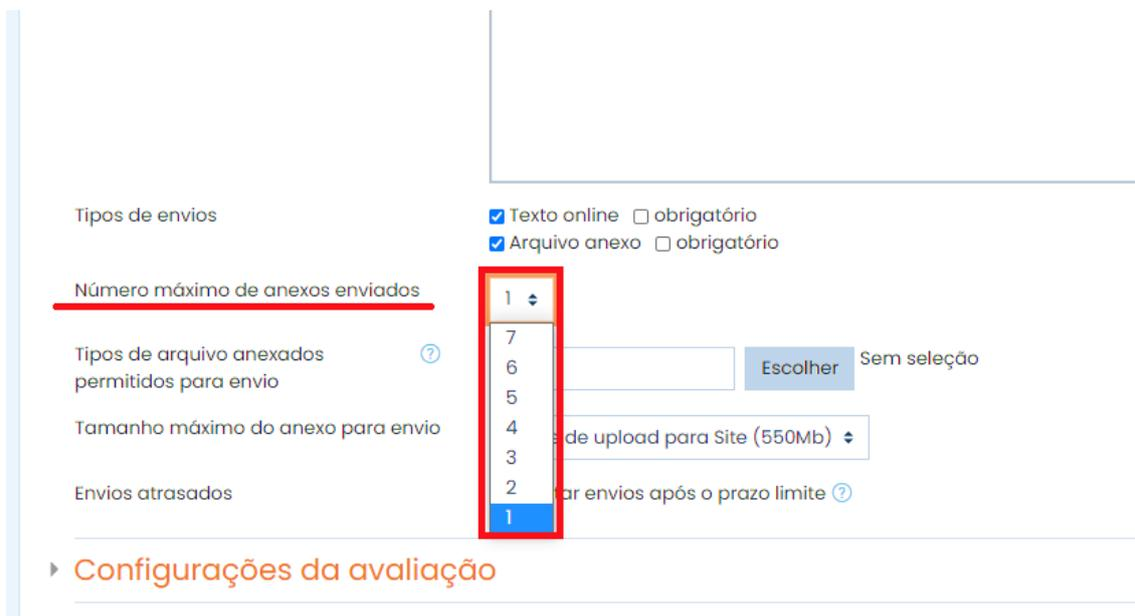 Tipos de envios
Texto online obrigatório
Arquivo anexo obrigatório
Número máximo de anexos enviados
1
7
6
5
4
3
2
1
Tipos de arquivo anexados
permitidos para envio
?
Escolher
Sem seleção
Tamanho máximo do anexo para envio
de upload para Site (550Mb)
Envios atrasados
envios após o prazo limite ?
Configurações da avaliação